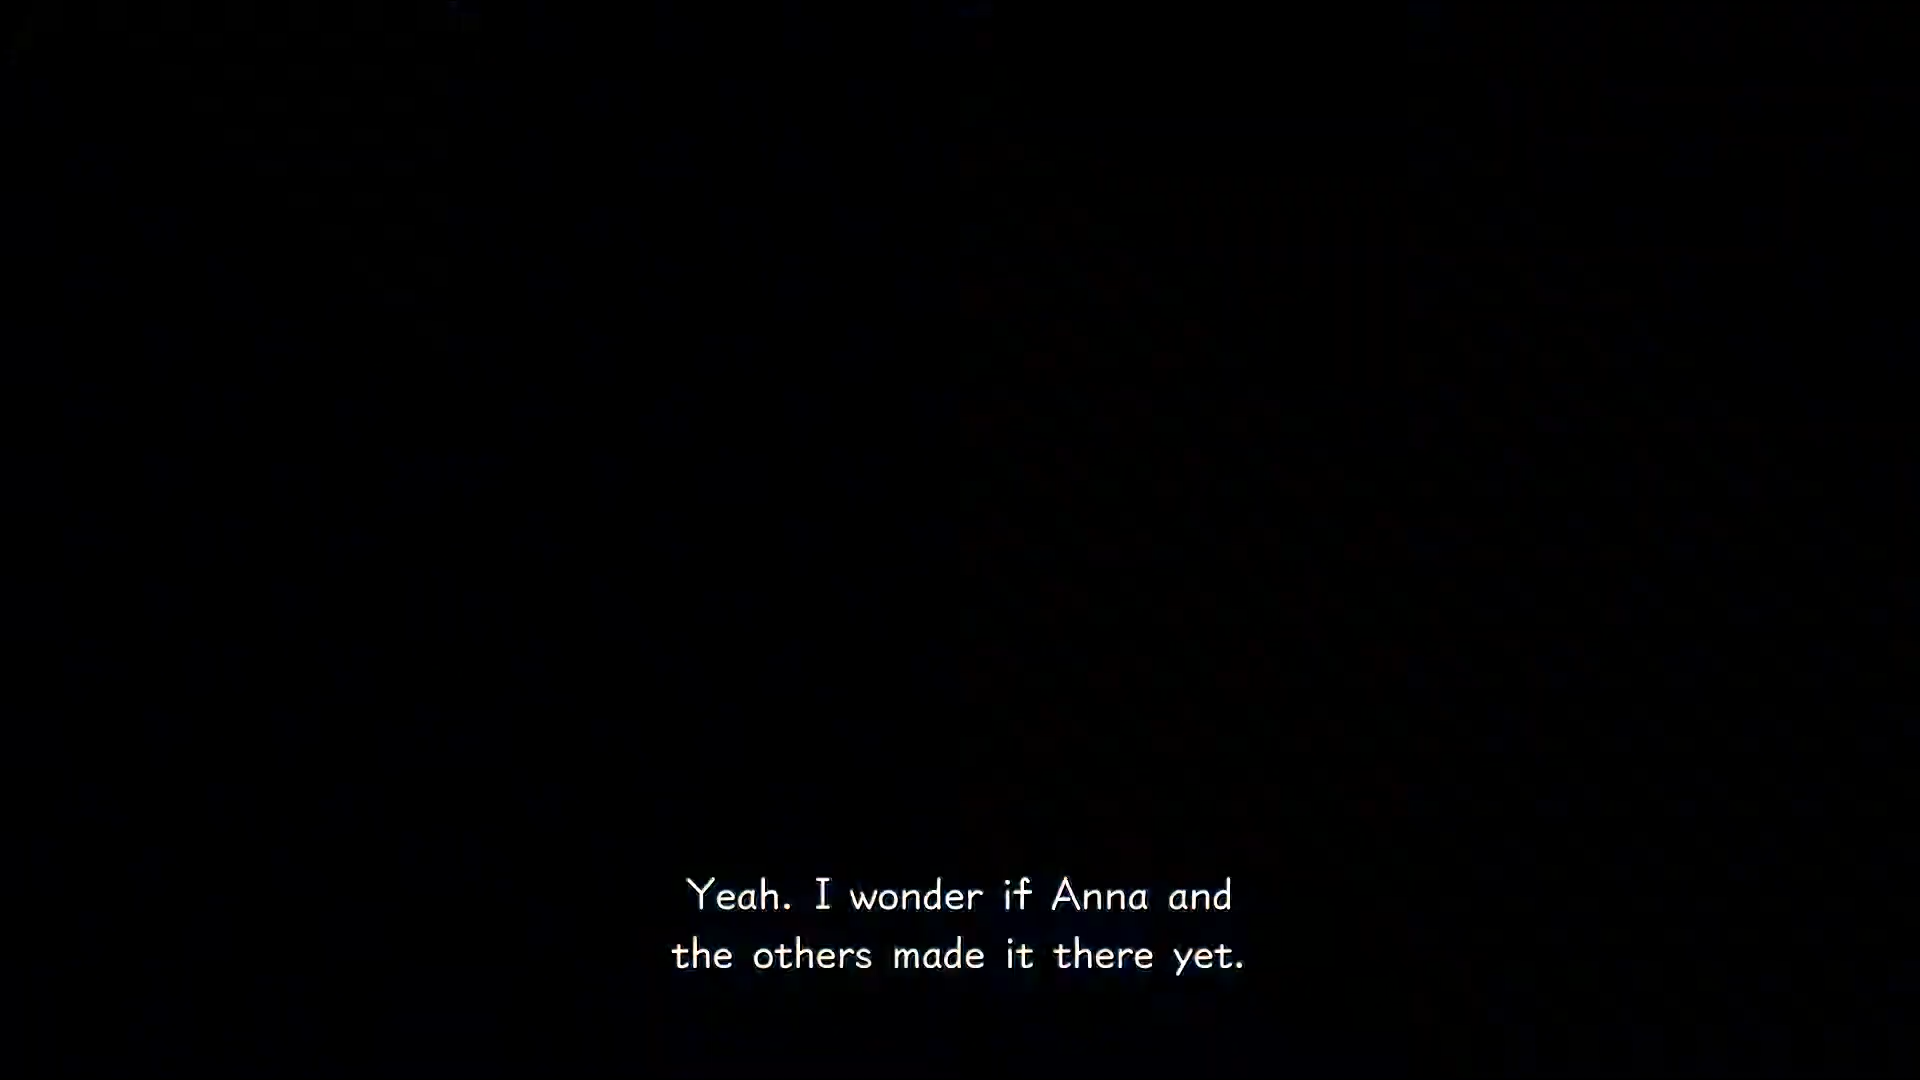 Yeah. I wonder if Anna and
the others made it there yet.